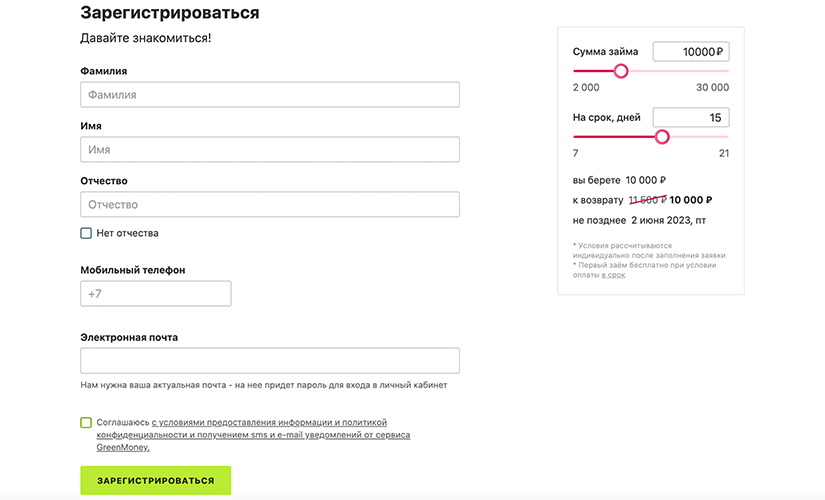 Зарегистрироваться
Давайте знакомиться!
Фамилия
Фамилия
Имя
Имя
Отчество
Отчество
Нет отчества
Мобильный телефон
+7
Электронная почта
Нам нужна ваша актуальная почта - на нее придет пароль для входа в личный кабинет
Соглашаюсь с условиями предоставления информации и политикой
конфиденциальности и получением sms и e-mail уведомлений от сервиса
GreenMoney.
ЗАРЕГИСТРИРОВАТЬСЯ
Сумма займа 10000₽
2 000 30 000
На срок, дней 15
7 21
вы берете 10 000 ₽
к возврату 11 500 ₽ 10 000 ₽
не позднее 2 июня 2023, пт
* Условия рассчитываются
индивидуально после заполнения заявки
* Первый заём бесплатно при условии
оплаты в срок